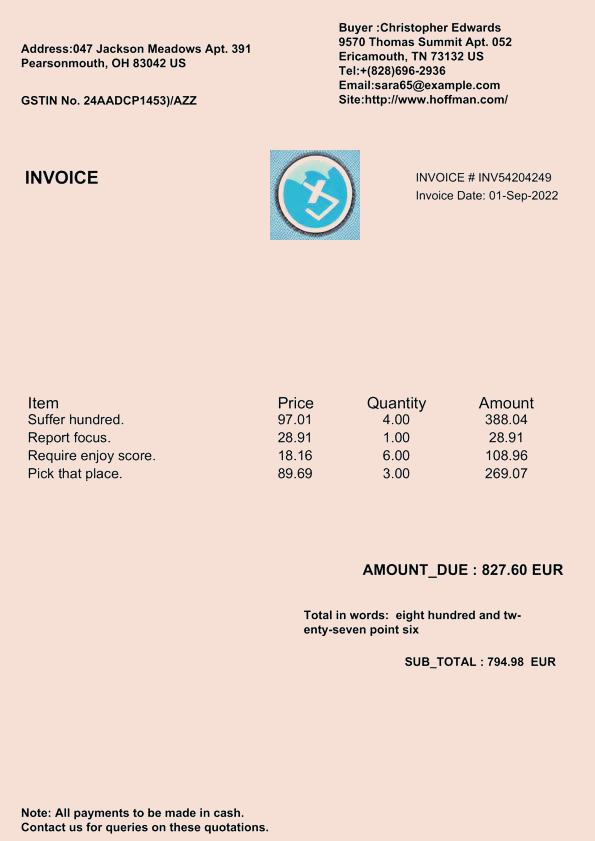 Address:047 Jackson Meadows Apt. 391
Pearsonmouth, OH 83042 US
GSTIN No. 24AADCP1453)/AZZ
Buyer :Christopher Edwards
9570 Thomas Summit Apt. 052
Ericamouth, TN 73132 US
Tel:+(828)696-2936
Email:sara65@example.com
Site:http://www.hoffman.com/
INVOICE
INVOICE # INV54204249
Invoice Date: 01-Sep-2022
Item Price Quantity Amount
Suffer hundred. 97.01 4.00 388.04
Report focus. 28.91 1.00 28.91
Require enjoy score. 18.16 6.00 108.96
Pick that place. 89.69 3.00 269.07
AMOUNT_DUE : 827.60 EUR
Total in words: eight hundred and tw-
enty-seven point six
SUB_TOTAL : 794.98 EUR
Note: All payments to be made in cash.
Contact us for queries on these quotations.